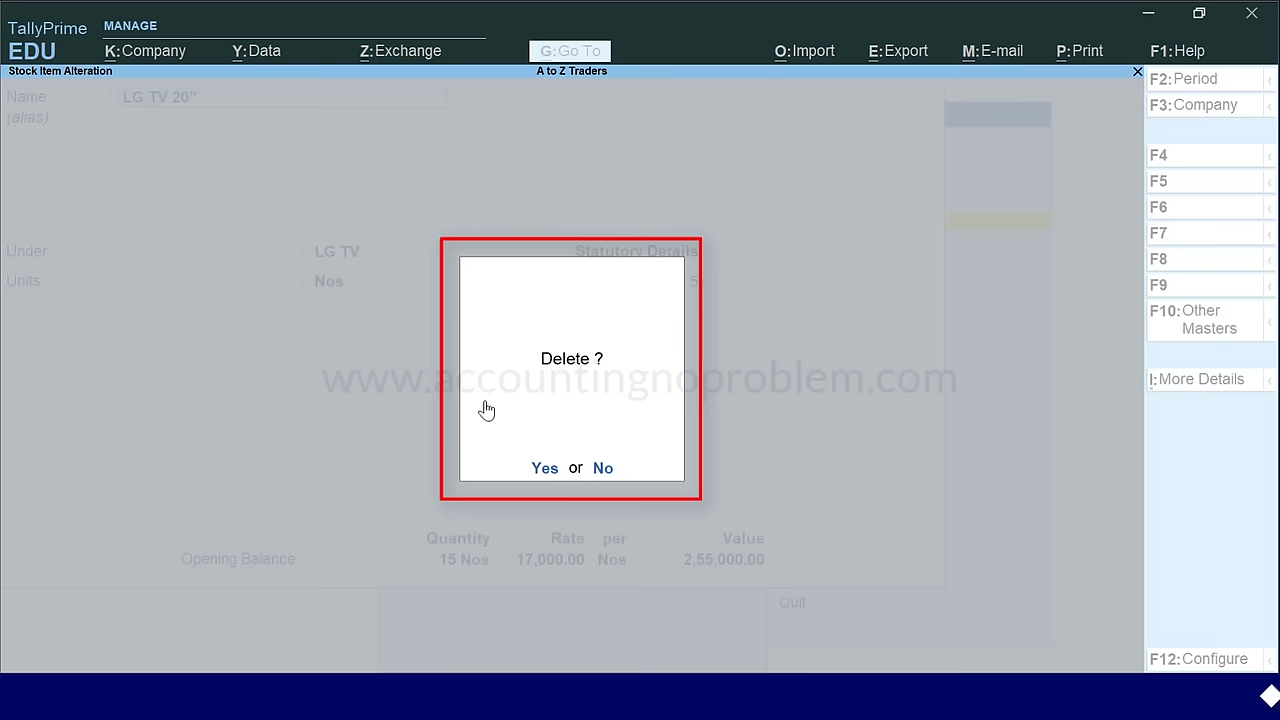 TallyPrime
EDU
MANAGE
K:Company Y:Data Z:Exchange G:Go To O:Import E:Export M:E-mail P:Print F1:Help
Stock Item Alteration A to Z Traders
Name : LG TV 20"
(alias) :
Under : LG TV
Units : Nos
Statutory Details
Delete ?
Yes or No
www.accountingnoproblem.com
Quantity Rate per Value
Opening Balance : 15 Nos 17,000.00 Nos 2,55,000.00
Quit
F2:Period
F3:Company
F4
F5
F6
F7
F8
F9
F10:Other
Masters
I:More Details
F12:Configure